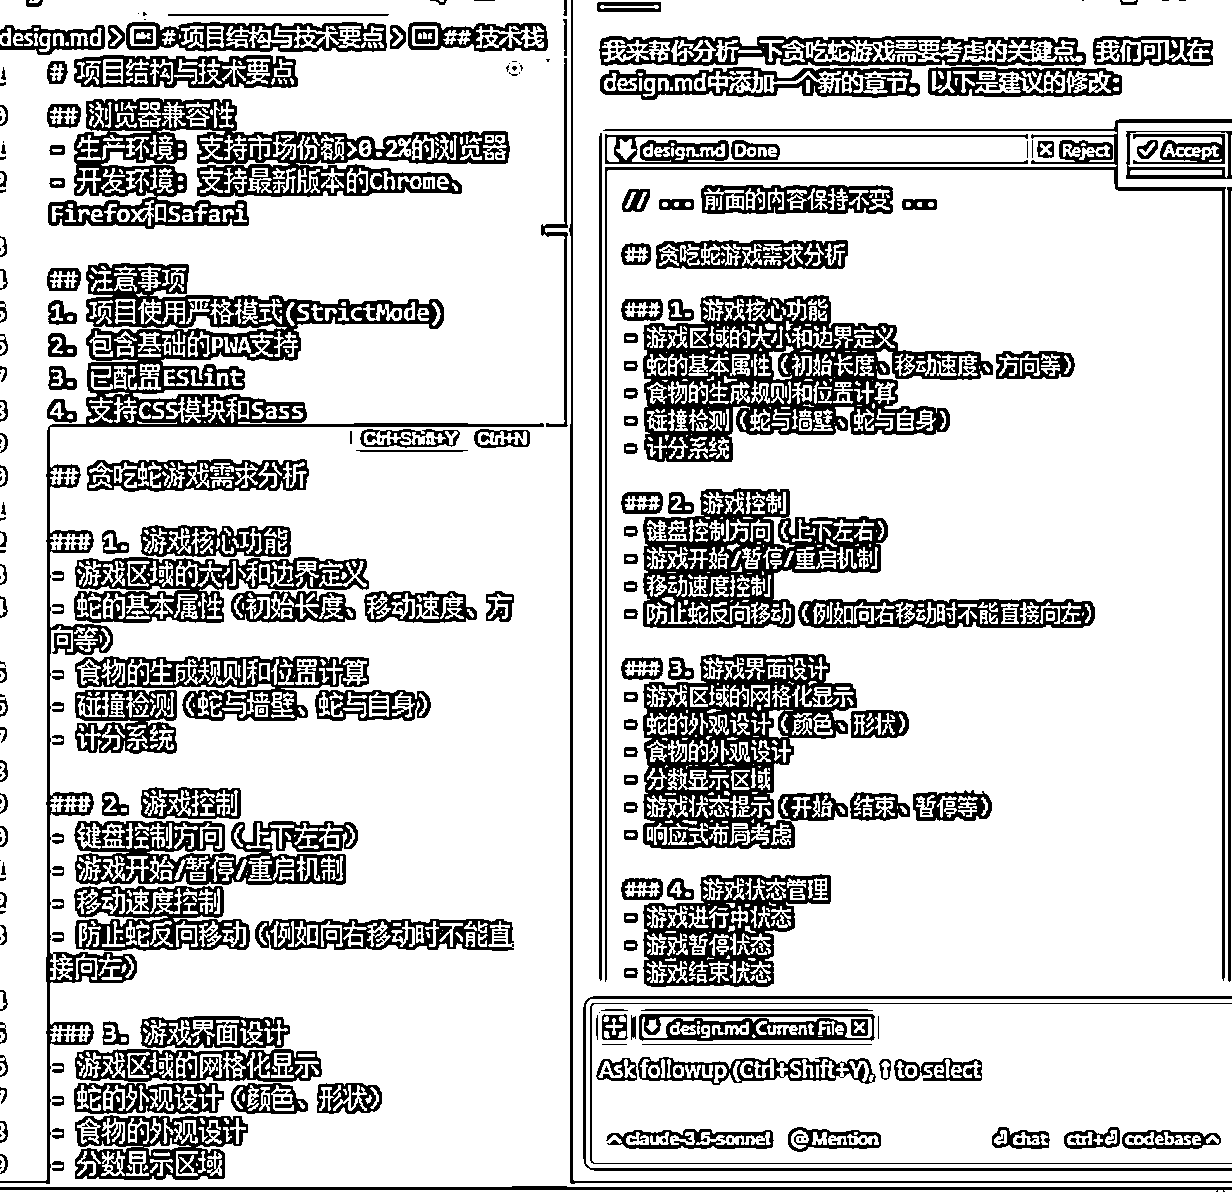 design.md > # 项目结构与技术要点 > ## 技术栈
# 项目结构与技术要点
## 浏览器兼容性
- 生产环境：支持市场份额>0.2%的浏览器
- 开发环境：支持最新版本的Chrome、
Firefox和Safari
## 注意事项
1. 项目使用严格模式(StrictMode)
2. 包含基础的PWA支持
3. 已配置ESLint
4. 支持CSS模块和Sass
Ctrl+Shift+Y Ctrl+N
## 贪吃蛇游戏需求分析
### 1. 游戏核心功能
- 游戏区域的大小和边界定义
- 蛇的基本属性（初始长度、移动速度、方
向等）
- 食物的生成规则和位置计算
- 碰撞检测（蛇与墙壁、蛇与自身）
- 计分系统
### 2. 游戏控制
- 键盘控制方向（上下左右）
- 游戏开始/暂停/重启机制
- 移动速度控制
- 防止蛇反向移动（例如向右移动时不能直
接向左）
### 3. 游戏界面设计
- 游戏区域的网格化显示
- 蛇的外观设计（颜色、形状）
- 食物的外观设计
- 分数显示区域
我来帮你分析一下贪吃蛇游戏需要考虑的关键点。我们可以在
design.md中添加一个新的章节。以下是建议的修改：
design.md Done Reject Accept
// ... 前面的内容保持不变 ...
## 贪吃蛇游戏需求分析
### 1. 游戏核心功能
- 游戏区域的大小和边界定义
- 蛇的基本属性（初始长度、移动速度、方向等）
- 食物的生成规则和位置计算
- 碰撞检测（蛇与墙壁、蛇与自身）
- 计分系统
### 2. 游戏控制
- 键盘控制方向（上下左右）
- 游戏开始/暂停/重启机制
- 移动速度控制
- 防止蛇反向移动（例如向右移动时不能直接向左）
### 3. 游戏界面设计
- 游戏区域的网格化显示
- 蛇的外观设计（颜色、形状）
- 食物的外观设计
- 分数显示区域
- 游戏状态提示（开始、结束、暂停等）
- 响应式布局考虑
### 4. 游戏状态管理
- 游戏进行中状态
- 游戏暂停状态
- 游戏结束状态
design.md Current File
Ask followup (Ctrl+Shift+Y), ↑ to select
claude-3.5-sonnet @ Mention chat ctrl+⏎ codebase